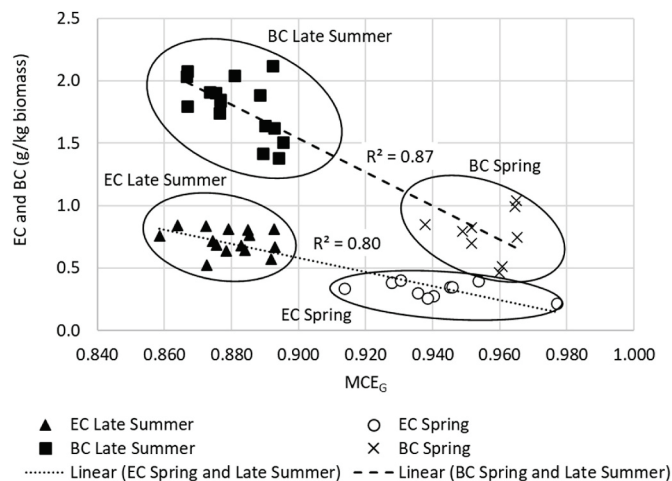 EC and BC (g/kg biomass)
2.5
2.0
1.5
1.0
0.5
0.0
BC Late Summer
R² = 0.87
BC Spring
EC Late Summer
R² = 0.80
EC Spring
0.840 0.860 0.880 0.900 0.920 0.940 0.960 0.980 1.000
MCE_G
EC Late Summer EC Spring
BC Late Summer BC Spring
Linear (EC Spring and Late Summer) Linear (BC Spring and Late Summer)